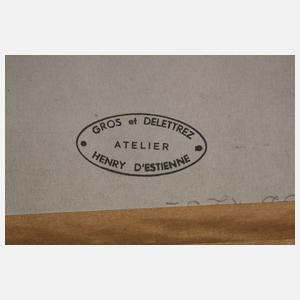 GROS et DELETTREZ
ATELIER
HENRY D'ESTIENNE